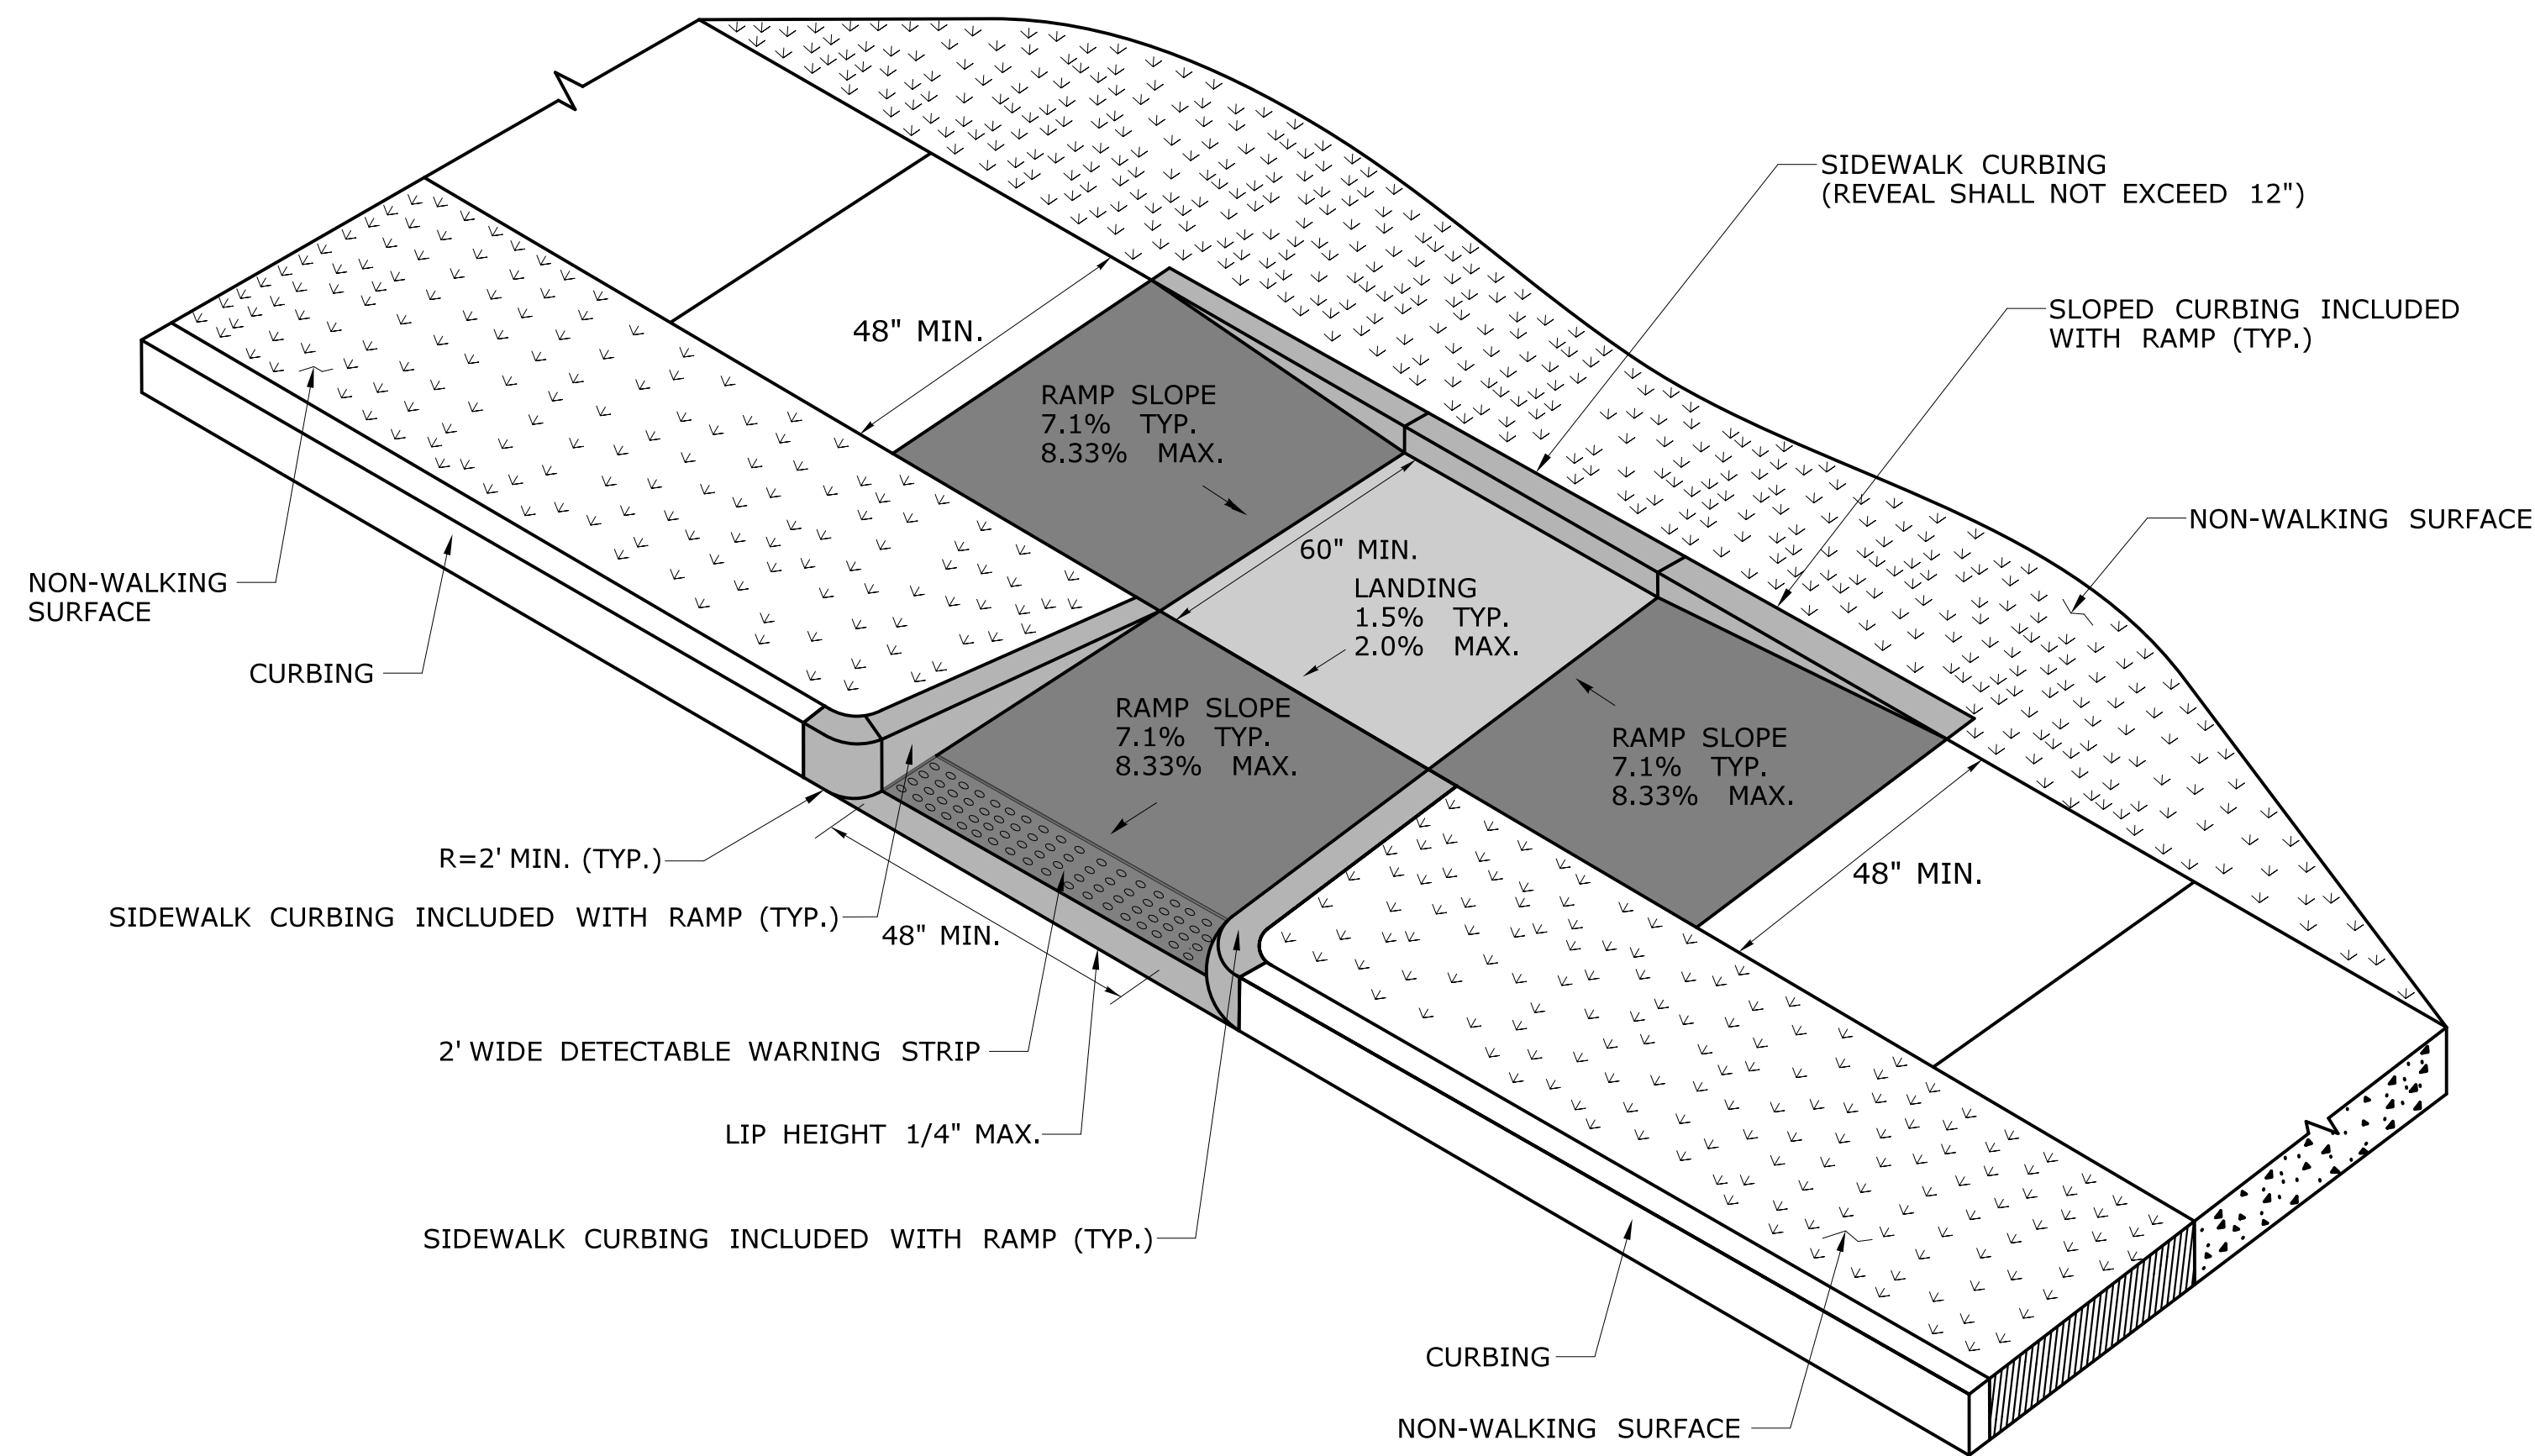 SIDEWALK CURBING
(REVEAL SHALL NOT EXCEED 12")
SLOPED CURBING INCLUDED
WITH RAMP (TYP.)
48" MIN.
RAMP SLOPE
7.1% TYP.
8.33% MAX.
NON-WALKING SURFACE
60" MIN.
LANDING
1.5% TYP.
2.0% MAX.
NON-WALKING
SURFACE
CURBING
RAMP SLOPE
7.1% TYP.
8.33% MAX.
RAMP SLOPE
7.1% TYP.
8.33% MAX.
R=2' MIN. (TYP.)
48" MIN.
SIDEWALK CURBING INCLUDED WITH RAMP (TYP.)
48" MIN.
2' WIDE DETECTABLE WARNING STRIP
LIP HEIGHT 1/4" MAX.
SIDEWALK CURBING INCLUDED WITH RAMP (TYP.)
CURBING
NON-WALKING SURFACE